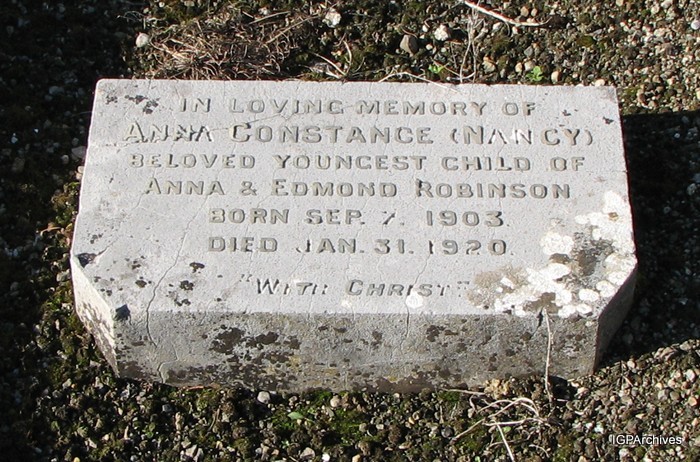 IN LOVING MEMORY OF
ANNA CONSTANCE (NANCY)
BELOVED YOUNGEST CHILD OF
ANNA & EDMOND ROBINSON
BORN SEP. 7. 1903.
DIED JAN. 31. 1920.
"WITH CHRIST"
IGPArchives